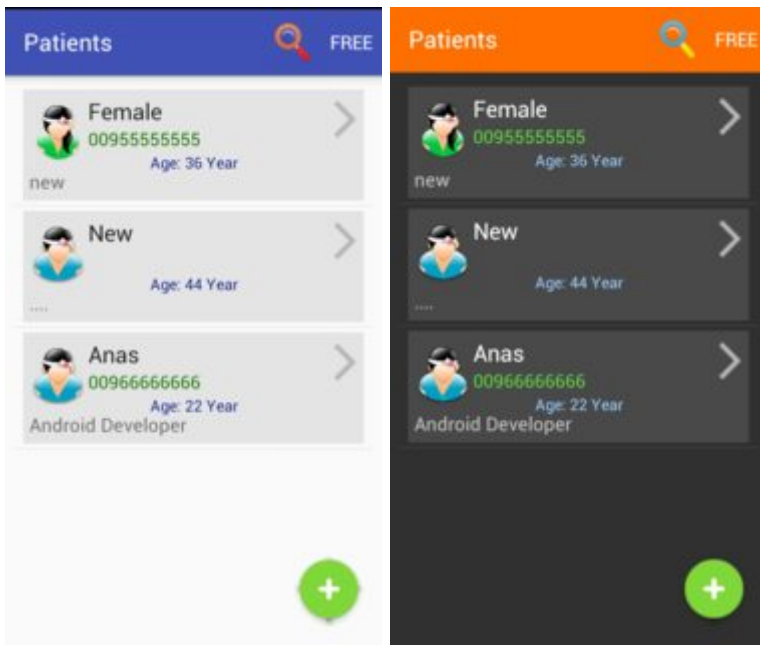 Patients FREE
Female
00955555555
Age: 36 Year
new
New
Age: 44 Year
....
Anas
00966666666
Age: 22 Year
Android Developer
Patients FREE
Female
00955555555
Age: 36 Year
new
New
Age: 44 Year
....
Anas
00966666666
Age: 22 Year
Android Developer